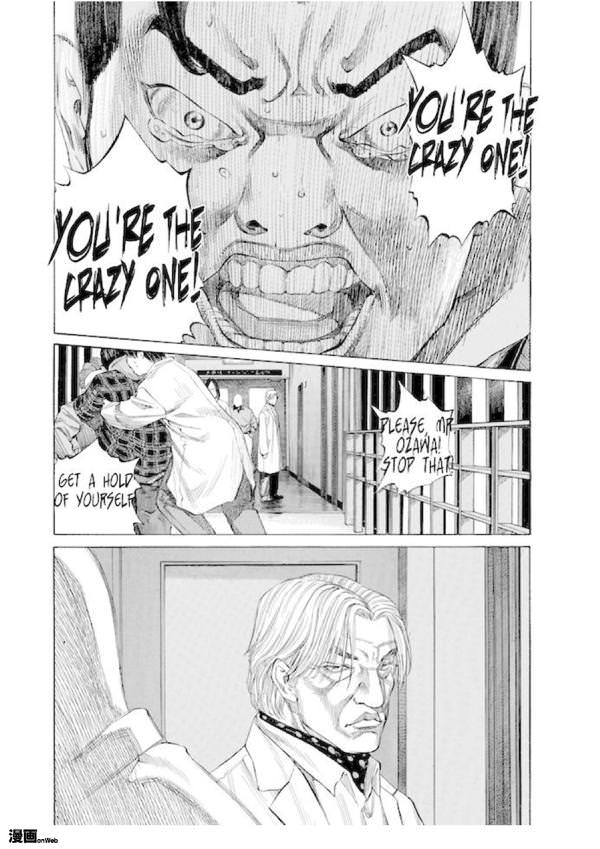 YOU'RE THE
CRAZY ONE!
YOU'RE THE
CRAZY ONE!
PLEASE, MR
OZAWA!
STOP THAT!
GET A HOLD
OF YOURSELF
漫画onWeb